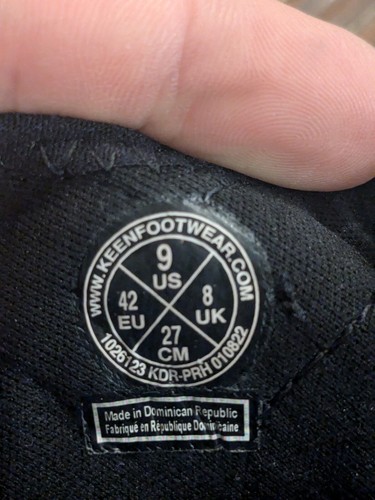 WWW.KEENFOOTWEAR.COM
9
US
42
EU
8
UK
27
CM
1026123 KDR-PRH 010822
Made in Dominican Republic
Fabriqué en République Dominicaine